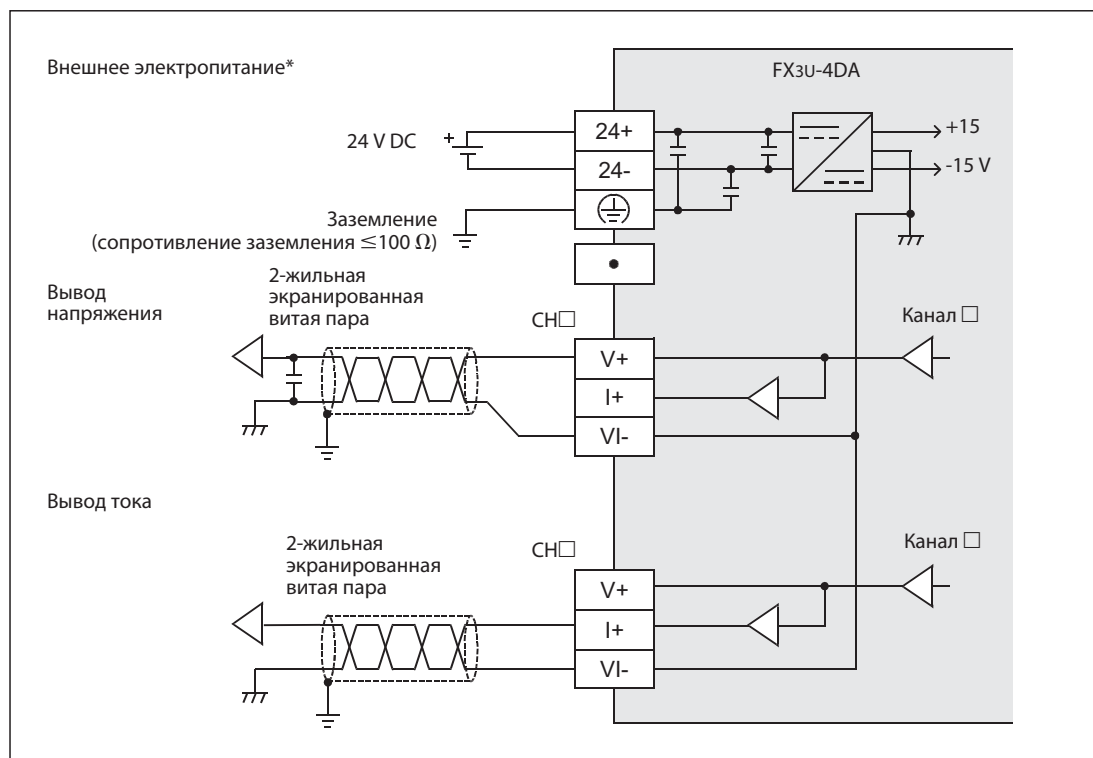 Внешнее электропитание*
FX3U-4DA
24 V DC
+
24+
24-
+15
-15 V
Заземление
(сопротивление заземления ≤100 Ω)
Вывод
напряжения
2-жильная
экранированная
витая пара
CH□
Канал □
V+
I+
VI-
Вывод тока
2-жильная
экранированная
витая пара
CH□
Канал □
V+
I+
VI-